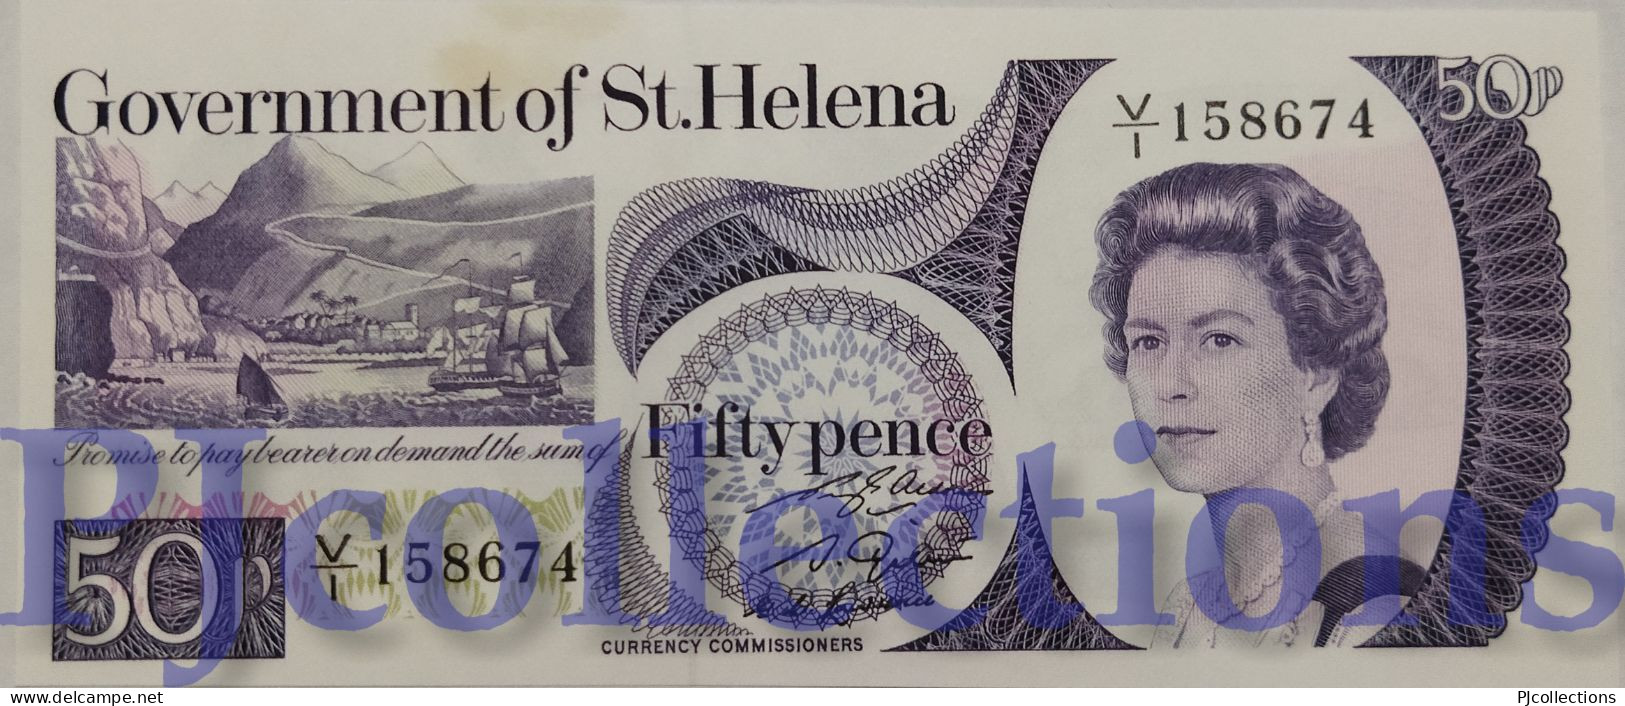 Government of St.Helena
V/1 158674
50p
Promise to pay bearer on demand the sum of
Fifty pence
50p
V/1 158674
CURRENCY COMMISSIONERS
PJcollections
delcampe.net
PJcollections